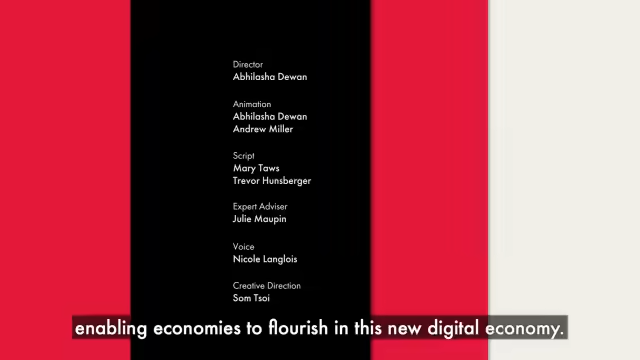 Director
Abhilasha Dewan
Animation
Abhilasha Dewan
Andrew Miller
Script
Mary Taws
Trevor Hunsberger
Expert Adviser
Julie Maupin
Voice
Nicole Langlois
Creative Direction
Som Tsoi
enabling economies to flourish in this new digital economy.